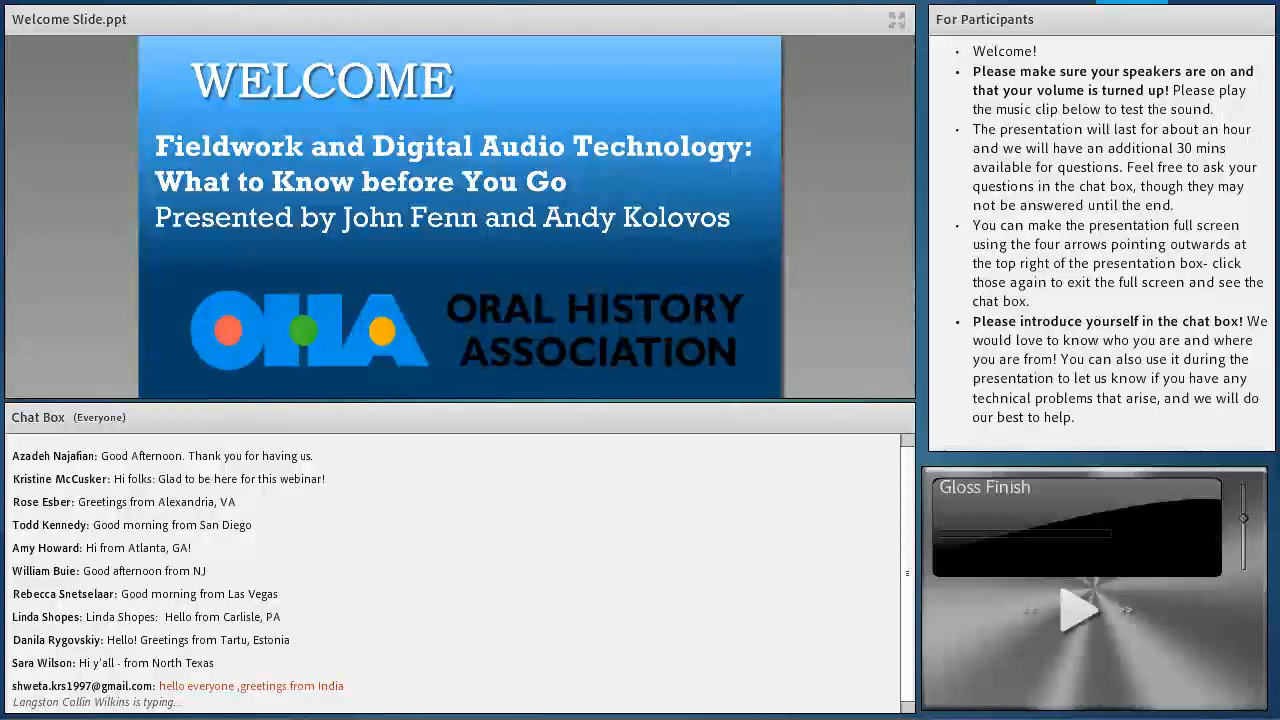 Welcome Slide.ppt
WELCOME
Fieldwork and Digital Audio Technology:
What to Know before You Go
Presented by John Fenn and Andy Kolovos
OHA
ORAL HISTORY
ASSOCIATION
Chat Box (Everyone)
Azadeh Najafian: Good Afternoon. Thank you for having us.
Kristine McCusker: Hi folks: Glad to be here for this webinar!
Rose Esber: Greetings from Alexandria, VA
Todd Kennedy: Good morning from San Diego
Amy Howard: Hi from Atlanta, GA!
William Buie: Good afternoon from NJ
Rebecca Snetselaar: Good morning from Las Vegas
Linda Shopes: Linda Shopes: Hello from Carlisle, PA
Danila Rygovskiy: Hello! Greetings from Tartu, Estonia
Sara Wilson: Hi y'all - from North Texas
shweta.krs1997@gmail.com: hello everyone ,greetings from India
Langston Collin Wilkins is typing...
For Participants
• Welcome!
• Please make sure your speakers are on and
that your volume is turned up! Please play
the music clip below to test the sound.
• The presentation will last for about an hour
and we will have an additional 30 mins
available for questions. Feel free to ask your
questions in the chat box, though they may
not be answered until the end.
• You can make the presentation full screen
using the four arrows pointing outwards at
the top right of the presentation box- click
those again to exit the full screen and see the
chat box.
• Please introduce yourself in the chat box! We
would love to know who you are and where
you are from! You can also use it during the
presentation to let us know if you have any
technical problems that arise, and we will do
our best to help.
Gloss Finish